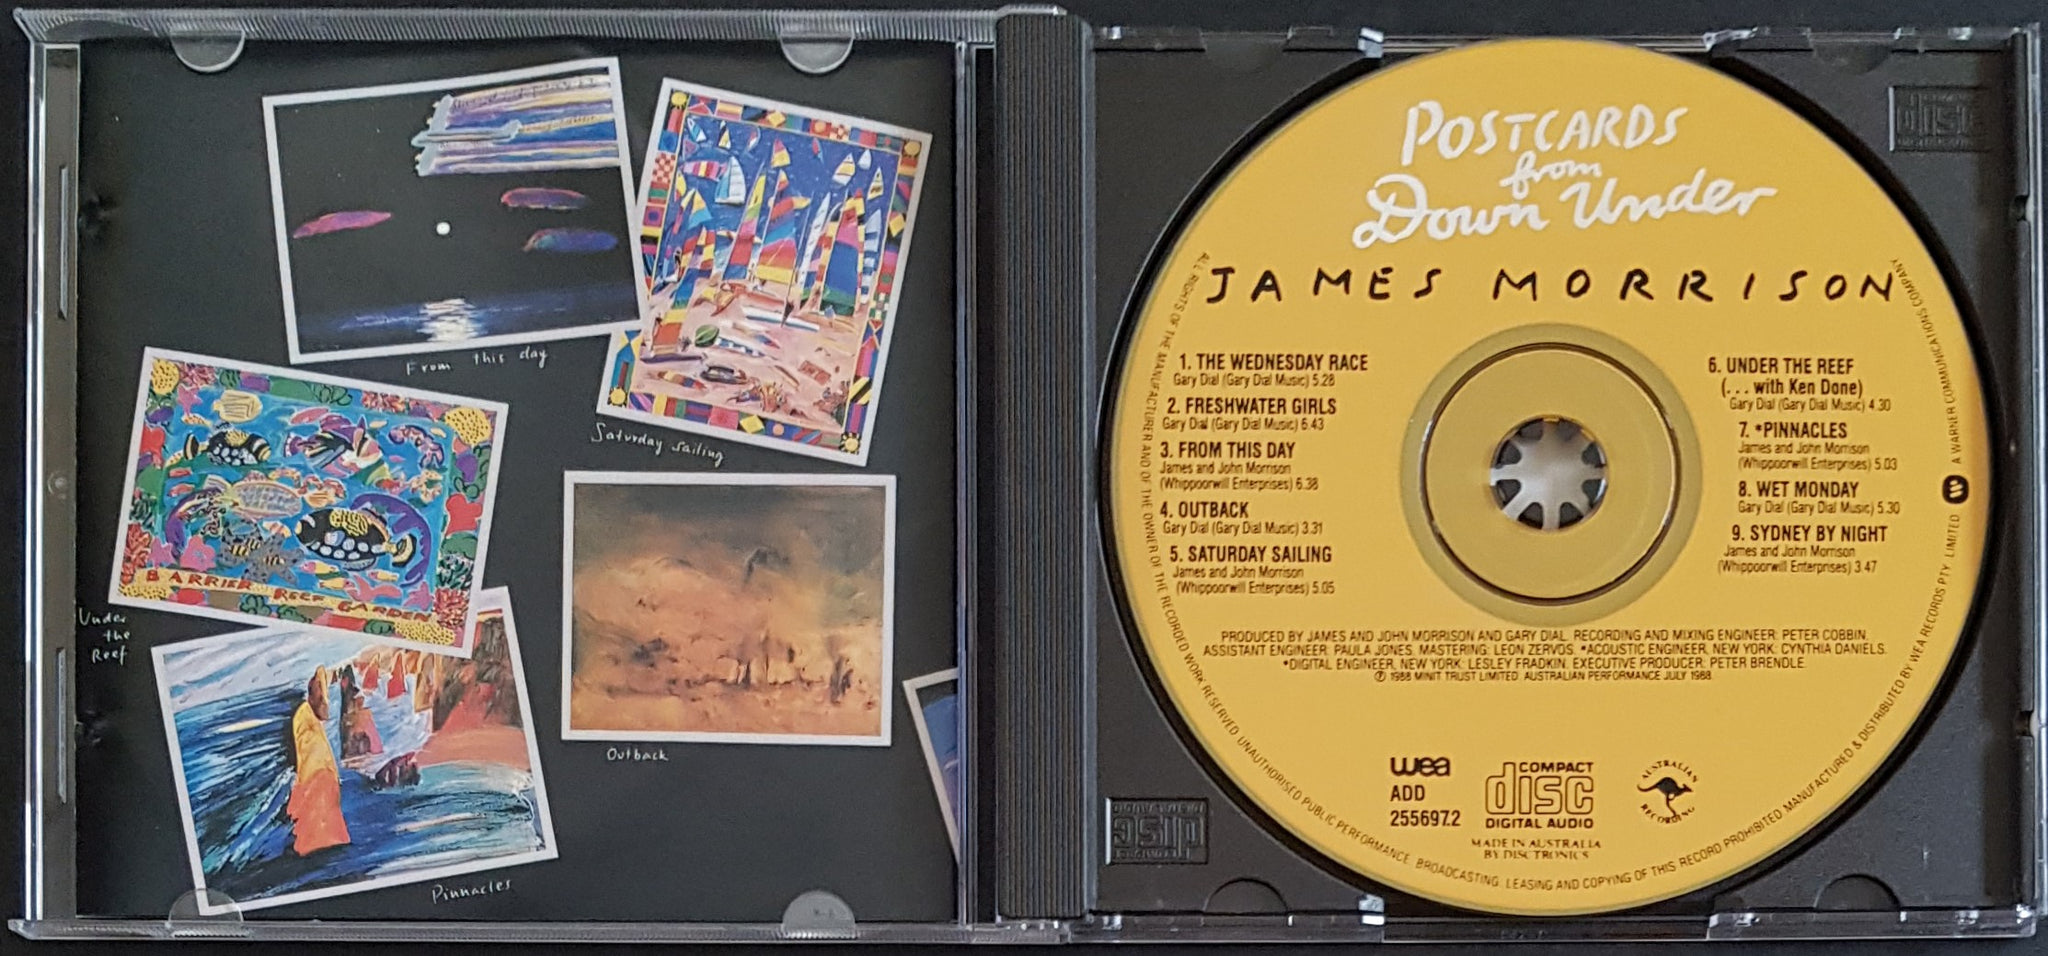 From this day
Saturday sailing
BARRIER REEF GARDEN
Under
the
Reef
Outback
Pinnacles
POSTCARDS
from
Down Under
JAMES MORRISON
1. THE WEDNESDAY RACE
Gary Dial (Gary Dial Music) 5.28
2. FRESHWATER GIRLS
Gary Dial (Gary Dial Music) 6.43
3. FROM THIS DAY
James and John Morrison
(Whippoorwill Enterprises) 6.38
4. OUTBACK
Gary Dial (Gary Dial Music) 3.31
5. SATURDAY SAILING
James and John Morrison
(Whippoorwill Enterprises) 5.05
6. UNDER THE REEF
(. . . with Ken Done)
Gary Dial (Gary Dial Music) 4.30
7. *PINNACLES
James and John Morrison
(Whippoorwill Enterprises) 5.03
8. WET MONDAY
Gary Dial (Gary Dial Music) 5.30
9. SYDNEY BY NIGHT
James and John Morrison
(Whippoorwill Enterprises) 3 47
PRODUCED BY JAMES AND JOHN MORRISON AND GARY DIAL. RECORDING AND MIXING ENGINEER: PETER COBBIN.
ASSISTANT ENGINEER: PAULA JONES. MASTERING: LEON ZERVOS. *ACOUSTIC ENGINEER, NEW YORK: CYNTHIA DANIELS.
*DIGITAL ENGINEER, NEW YORK: LESLEY FRADKIN. EXECUTIVE PRODUCER: PETER BRENDLE.
℗ 1988 MINIT TRUST LIMITED. AUSTRALIAN PERFORMANCE JULY 1988.
wea
ADD
255697.2
COMPACT
disc
DIGITAL AUDIO
AUSTRALIAN
RECORDING
MADE IN AUSTRALIA
BY DISCTRONICS
ALL RIGHTS OF THE MANUFACTURER AND OF THE OWNER OF THE RECORDED WORK RESERVED. UNAUTHORISED PUBLIC PERFORMANCE, BROADCASTING, LEASING AND COPYING OF THIS RECORD PROHIBITED. MANUFACTURED & DISTRIBUTED BY WEA RECORDS PTY. LIMITED
A WARNER COMMUNICATIONS COMPANY
disc
disc